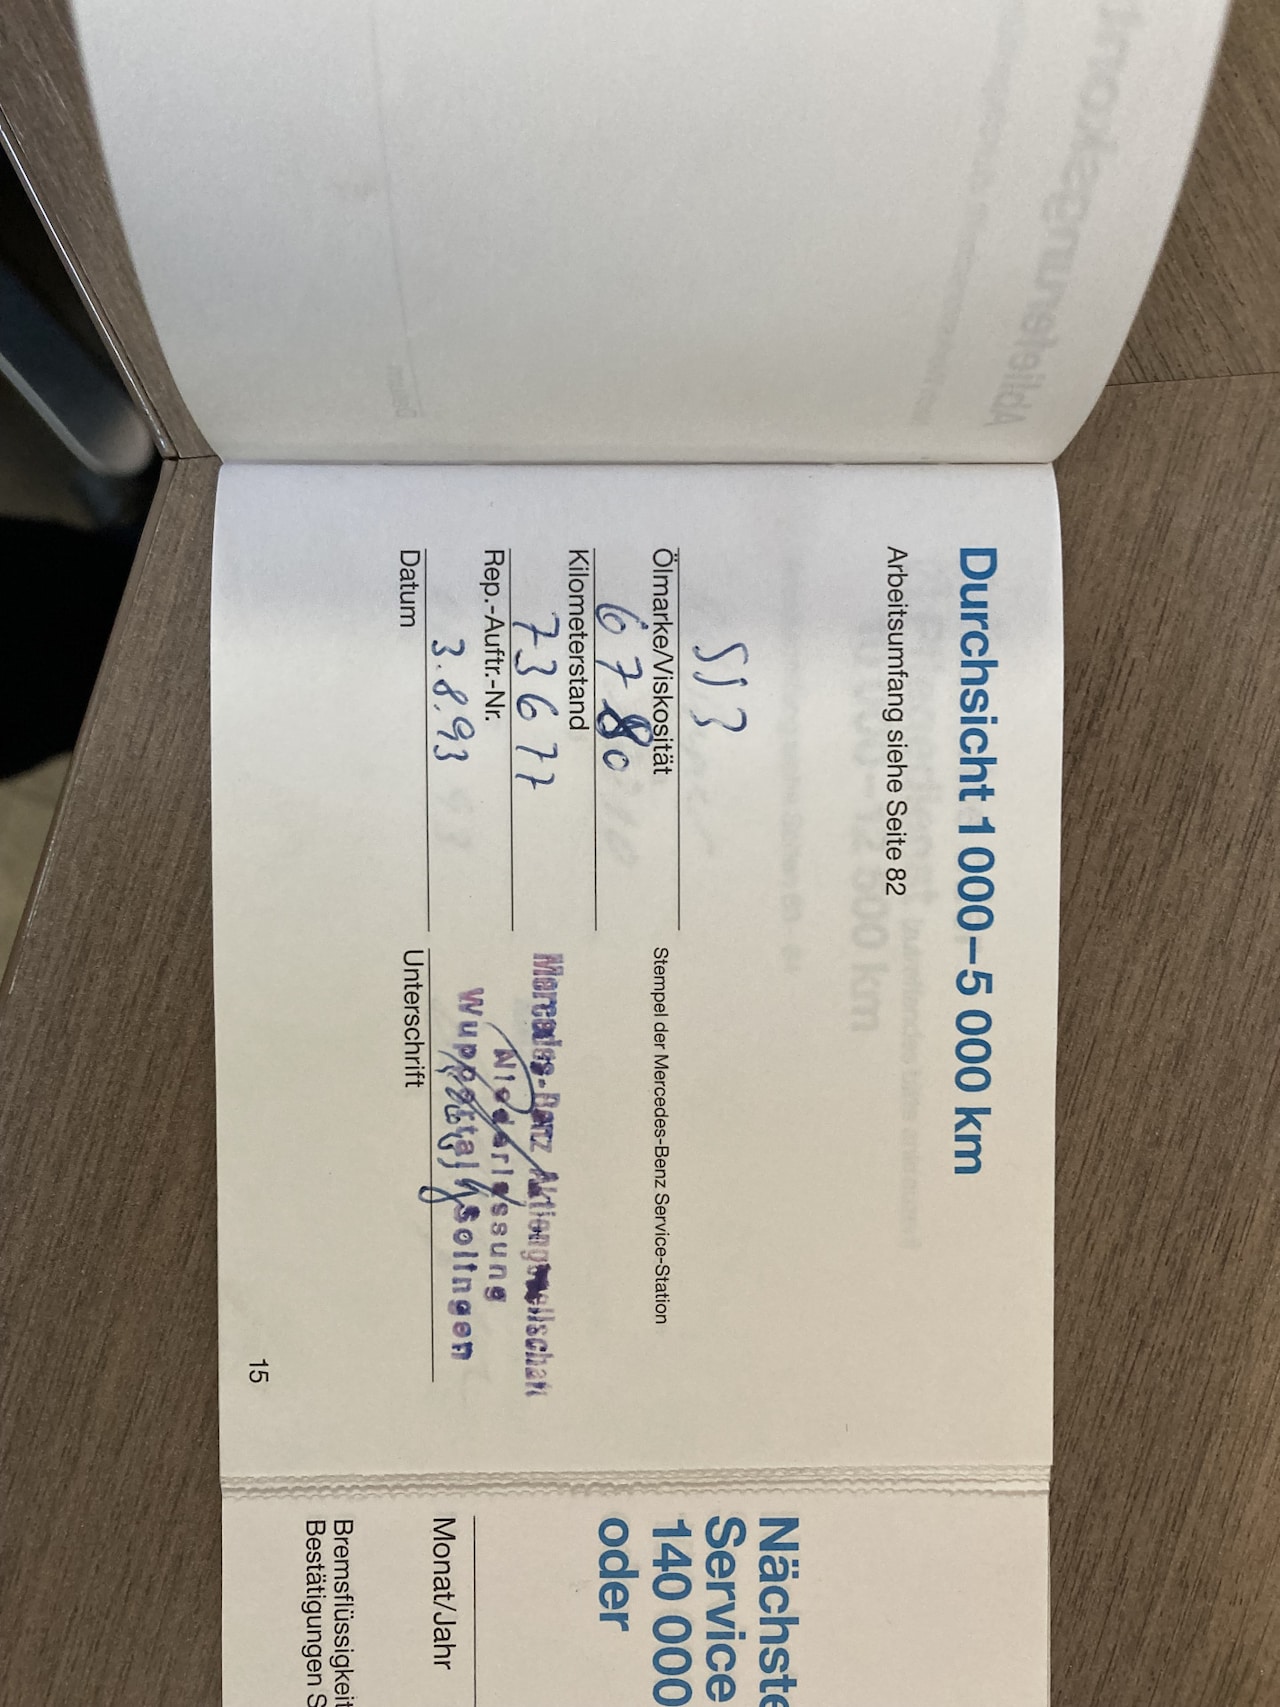 Durchsicht 1 000–5 000 km
Arbeitsumfang siehe Seite 82
Ölmarke/Viskosität
Stempel der Mercedes-Benz Service-Station
Kilometerstand
73677
Mercedes-Benz Aktiengesellschaft
Rep.-Auftr.-Nr.
Niederlassung
3.8.93
Wuppertal/Solingen
Datum
Unterschrift
15
Nächste
Service
140 000
oder
Monat/Jahr
Bremsflüssigkeit
Bestätigungen S